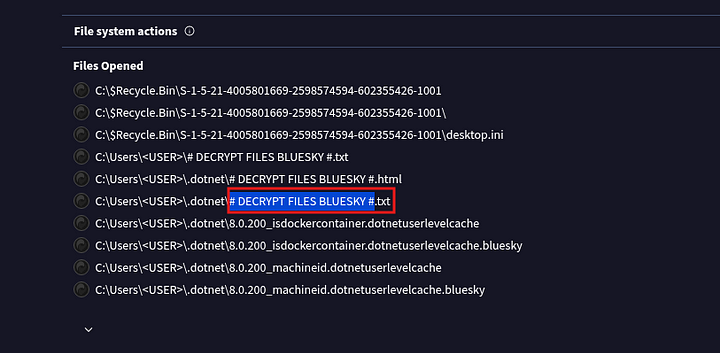 File system actions
Files Opened
C:\$Recycle.Bin\S-1-5-21-4005801669-2598574594-602355426-1001
C:\$Recycle.Bin\S-1-5-21-4005801669-2598574594-602355426-1001\
C:\$Recycle.Bin\S-1-5-21-4005801669-2598574594-602355426-1001\desktop.ini
C:\Users\<USER>\# DECRYPT FILES BLUESKY #.txt
C:\Users\<USER>\.dotnet\# DECRYPT FILES BLUESKY #.html
C:\Users\<USER>\.dotnet\# DECRYPT FILES BLUESKY #.txt
C:\Users\<USER>\.dotnet\8.0.200_isdockercontainer.dotnetuserlevelcache
C:\Users\<USER>\.dotnet\8.0.200_isdockercontainer.dotnetuserlevelcache.bluesky
C:\Users\<USER>\.dotnet\8.0.200_machineid.dotnetuserlevelcache
C:\Users\<USER>\.dotnet\8.0.200_machineid.dotnetuserlevelcache.bluesky